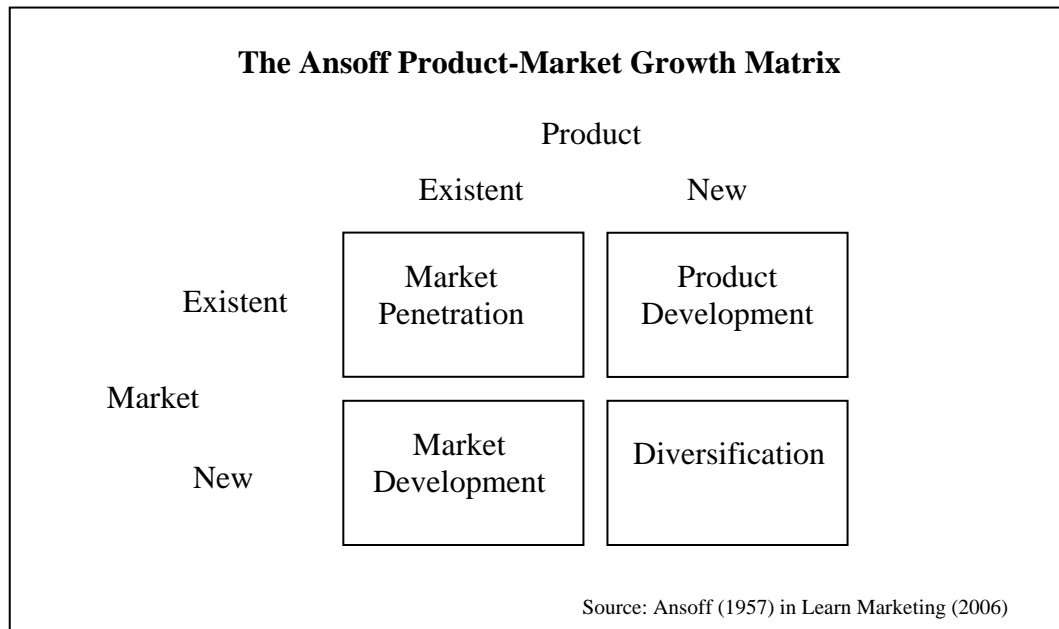 The Ansoff Product-Market Growth Matrix
Product
Existent New
Existent
Market
Penetration
Product
Development
Market
New
Market
Development
Diversification
Source: Ansoff (1957) in Learn Marketing (2006)